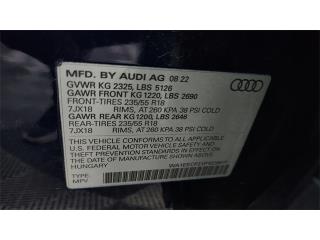 MFD. BY AUDI AG 08 22
GVWR KG 2325, LBS 5126
GAWR FRONT KG 1220, LBS 2690
FRONT-TIRES 235/55 R18
7JX18 RIMS, AT 260 KPA 38 PSI COLD
GAWR REAR KG 1200, LBS 2646
REAR-TIRES 235/55 R18
7JX18 RIMS, AT 260 KPA 38 PSI COLD
THIS VEHICLE CONFORMS TO ALL APPLICABLE
U.S. FEDERAL MOTOR VEHICLE SAFETY, BUMPER AND
THEFT PREVENTION STANDARDS IN EFFECT ON THE
DATE OF MANUFACTURE SHOWN ABOVE.
HUNGARY
TYPE:
MPV